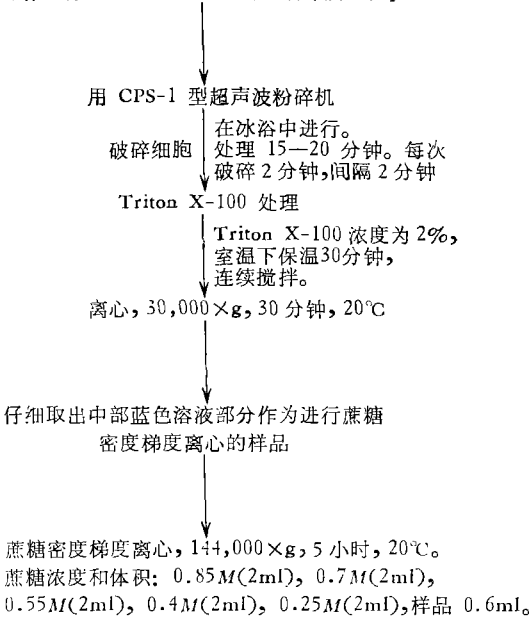 用 CPS-1 型超声波粉碎机
在冰浴中进行。
破碎细胞 处理 15—20 分钟。每次
破碎2分钟,间隔2分钟
Triton X-100 处理
Triton X-100 浓度为2%,
室温下保温30分钟,
连续搅拌。
离心, 30,000×g, 30 分钟, 20℃
仔细取出中部蓝色溶液部分作为进行蔗糖
密度梯度离心的样品
蔗糖密度梯度离心, 144,000×g, 5 小时, 20℃。
蔗糖浓度和体积: 0.85M(2ml), 0.7M(2ml),
0.55M(2ml), 0.4M(2ml), 0.25M(2ml),样品 0.6ml。